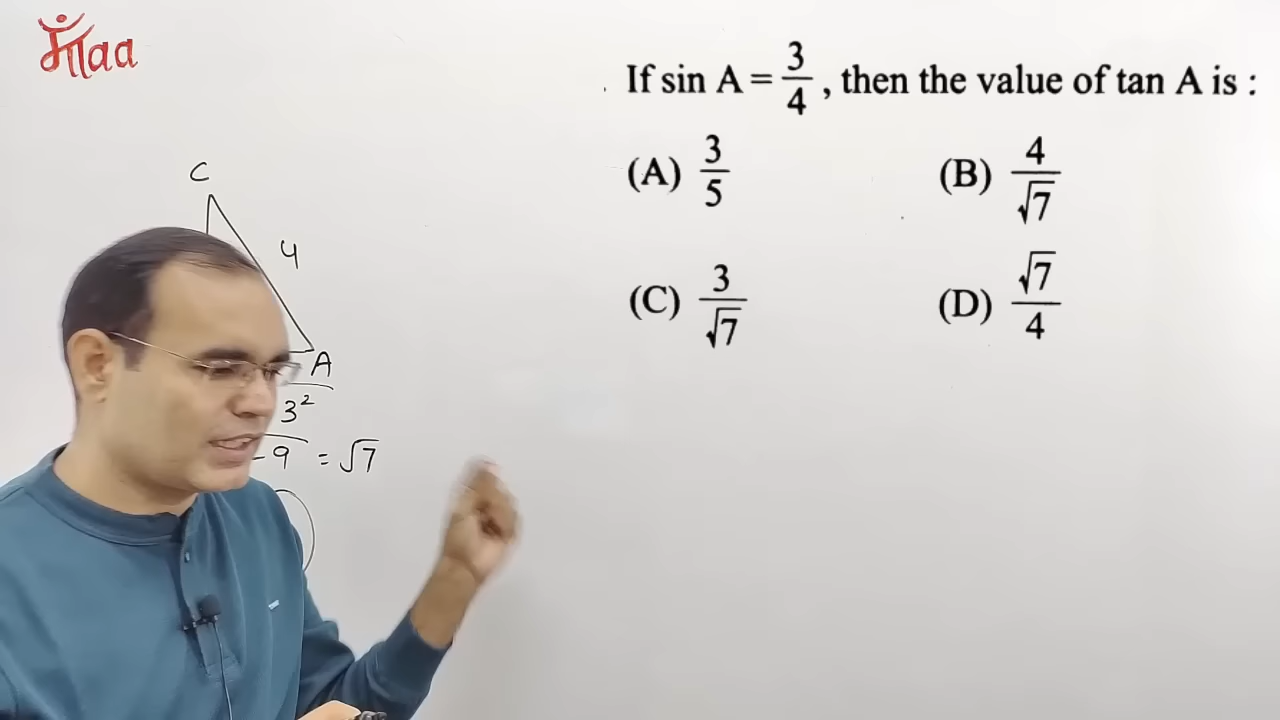 माँaa
If sin A = 3/4 , then the value of tan A is :
(A) 3/5
(B) 4/√7
(C) 3/√7
(D) √7/4
C
4
A
3²
- 9 = √7